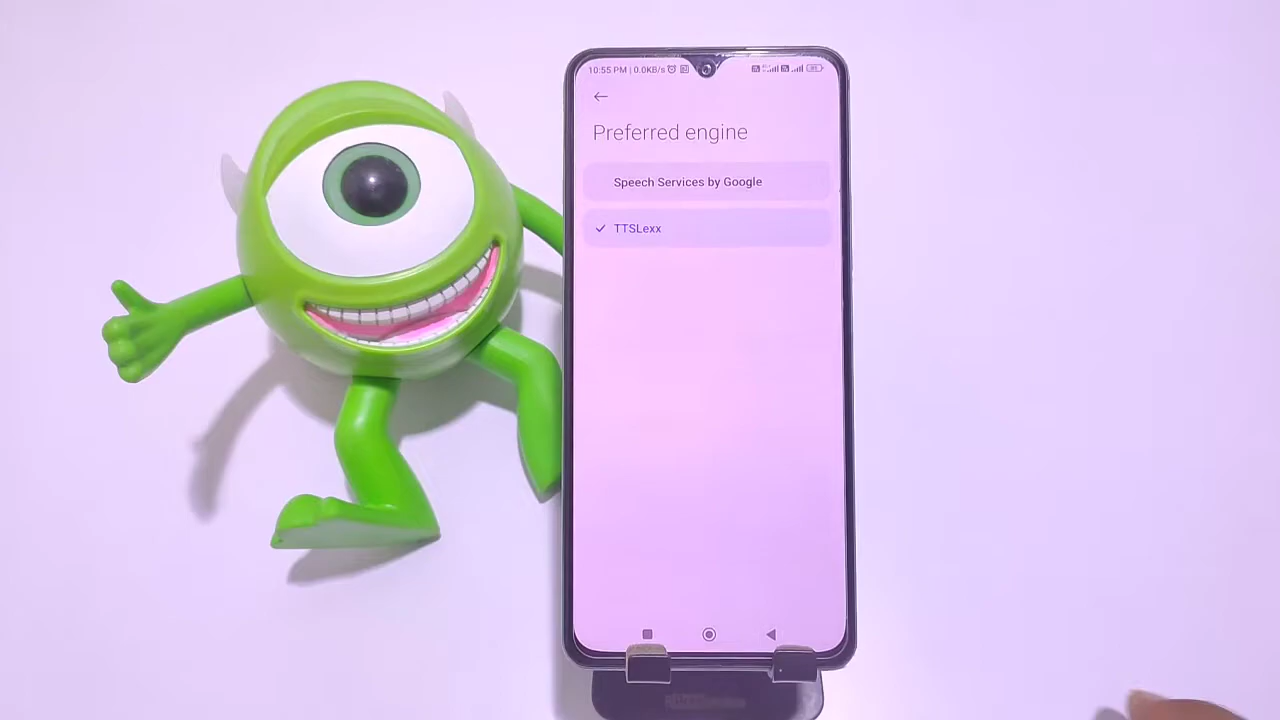 10:55 PM | 0.0KB/s
Preferred engine
Speech Services by Google
TTSLexx